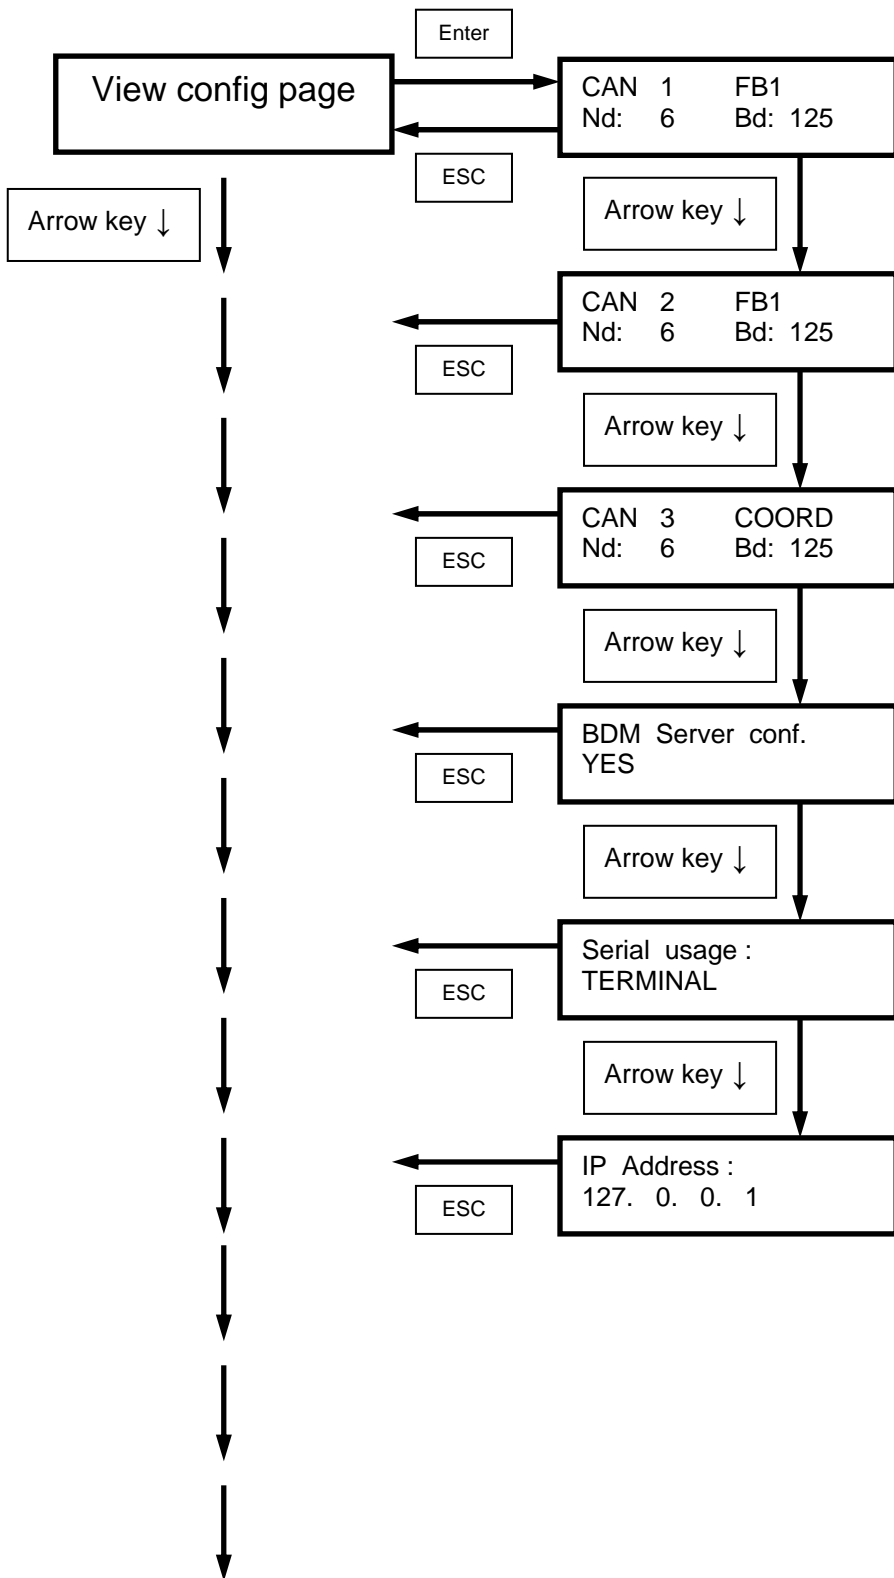 Enter
View config page
CAN 1 FB1
Nd: 6 Bd: 125
ESC
Arrow key ↓
Arrow key ↓
CAN 2 FB1
Nd: 6 Bd: 125
ESC
Arrow key ↓
CAN 3 COORD
Nd: 6 Bd: 125
ESC
Arrow key ↓
BDM Server conf.
YES
ESC
Arrow key ↓
Serial usage :
TERMINAL
ESC
Arrow key ↓
IP Address :
127. 0. 0. 1
ESC